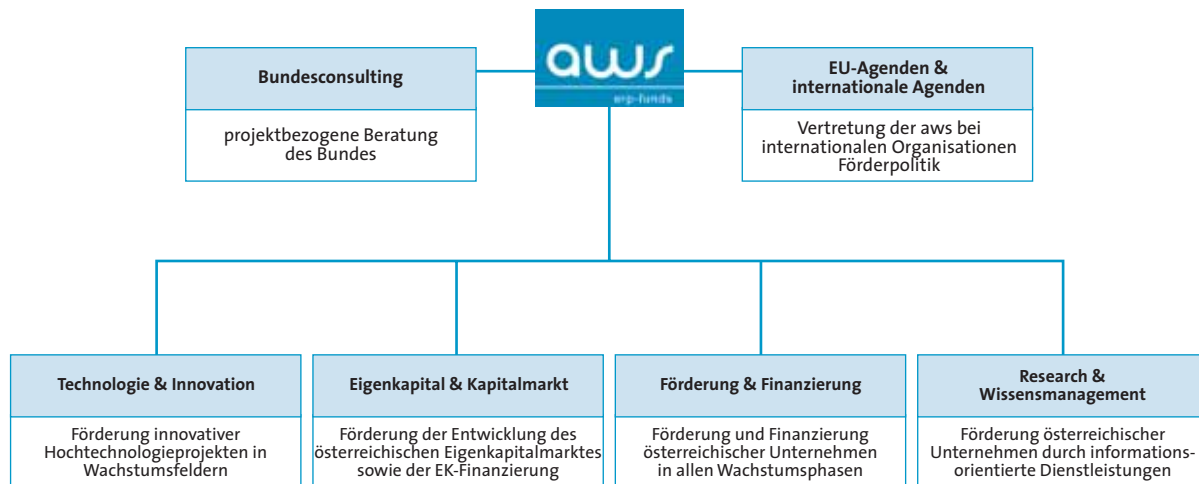 Bundesconsulting
projektbezogene Beratung
des Bundes
aws
erp-funds
EU-Agenden &
internationale Agenden
Vertretung der aws bei
internationalen Organisationen
Förderpolitik
Technologie & Innovation
Förderung innovativer
Hochtechnologieprojekten in
Wachstumsfeldern
Eigenkapital & Kapitalmarkt
Förderung der Entwicklung des
österreichischen Eigenkapitalmarktes
sowie der EK-Finanzierung
Förderung & Finanzierung
Förderung und Finanzierung
österreichischer Unternehmen
in allen Wachstumsphasen
Research &
Wissensmanagement
Förderung österreichischer
Unternehmen durch informations-
orientierte Dienstleistungen